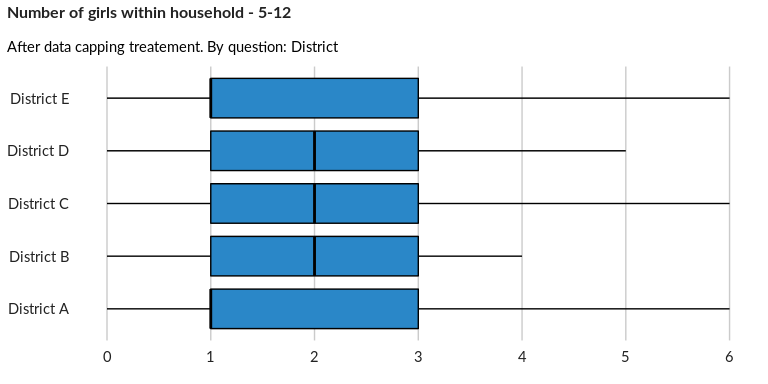 Number of girls within household - 5-12
After data capping treatement. By question: District
District E
District D
District C
District B
District A
0 1 2 3 4 5 6